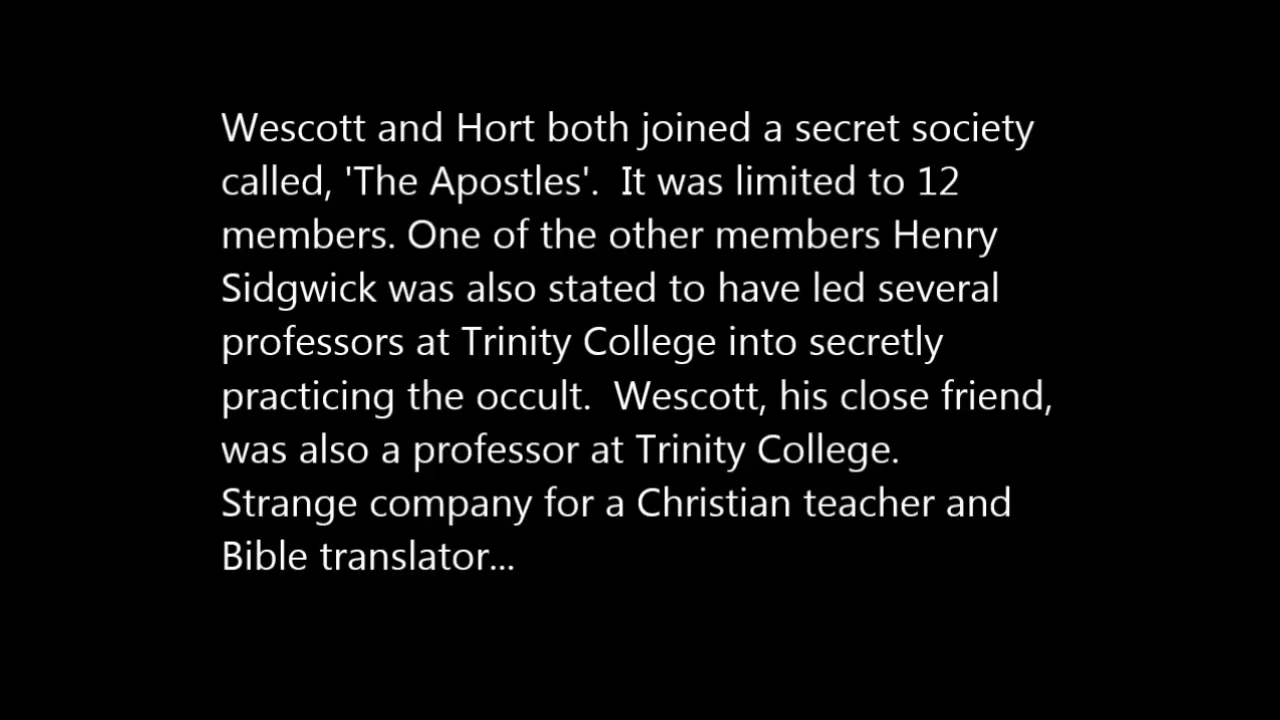 Wescott and Hort both joined a secret society
called, 'The Apostles'.  It was limited to 12
members. One of the other members Henry
Sidgwick was also stated to have led several
professors at Trinity College into secretly
practicing the occult.  Wescott, his close friend,
was also a professor at Trinity College.
Strange company for a Christian teacher and
Bible translator...